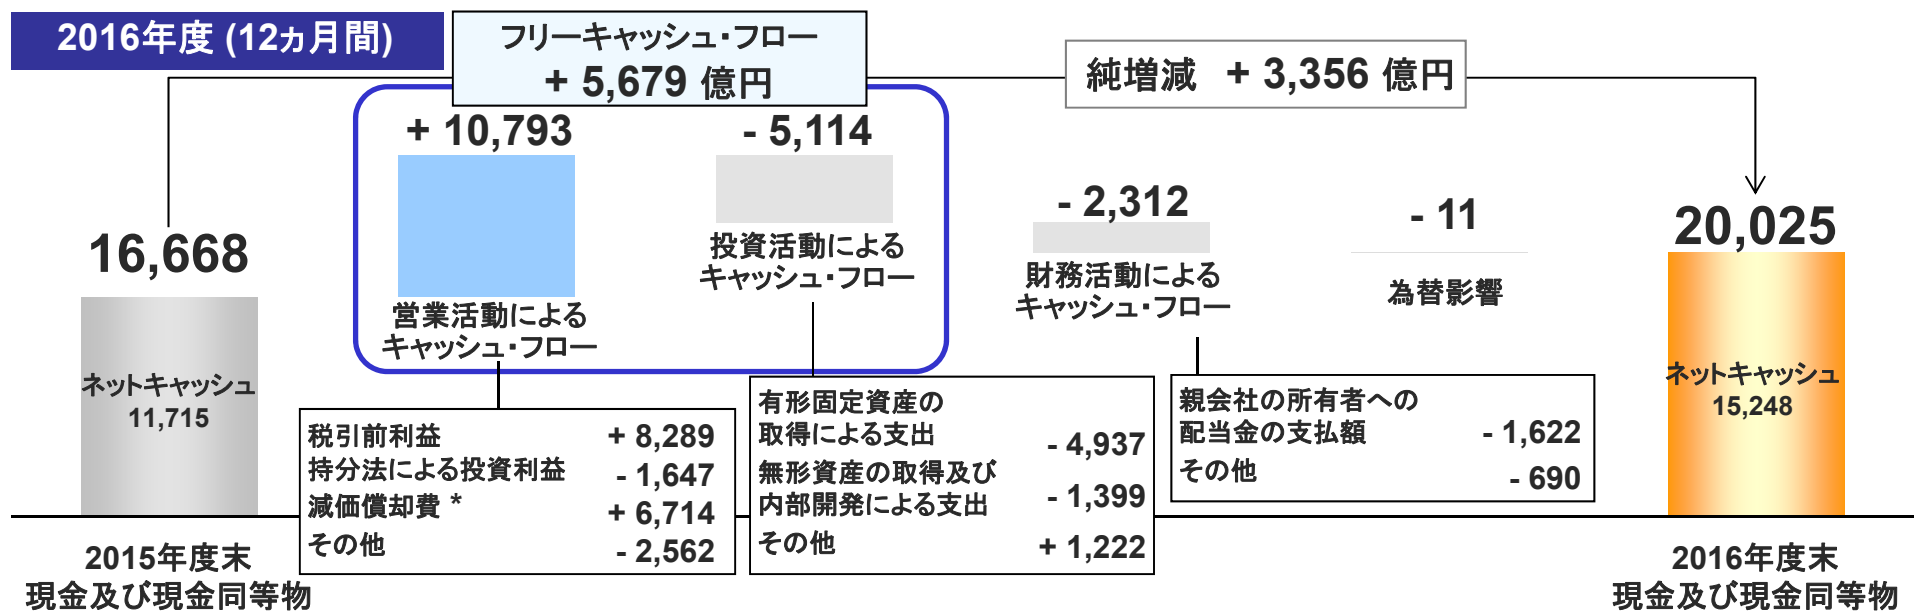 2016年度 (12ヵ月間)
フリーキャッシュ・フロー
+ 5,679 億円
純増減 + 3,356 億円
+ 10,793
- 5,114
- 2,312
- 11
16,668
20,025
営業活動による
キャッシュ・フロー
投資活動による
キャッシュ・フロー
財務活動による
キャッシュ・フロー
為替影響
ネットキャッシュ
11,715
ネットキャッシュ
15,248
税引前利益 + 8,289
持分法による投資利益 - 1,647
減価償却費 * + 6,714
その他 - 2,562
有形固定資産の
取得による支出 - 4,937
無形資産の取得及び
内部開発による支出 - 1,399
その他 + 1,222
親会社の所有者への
配当金の支払額 - 1,622
その他 - 690
2015年度末
現金及び現金同等物
2016年度末
現金及び現金同等物